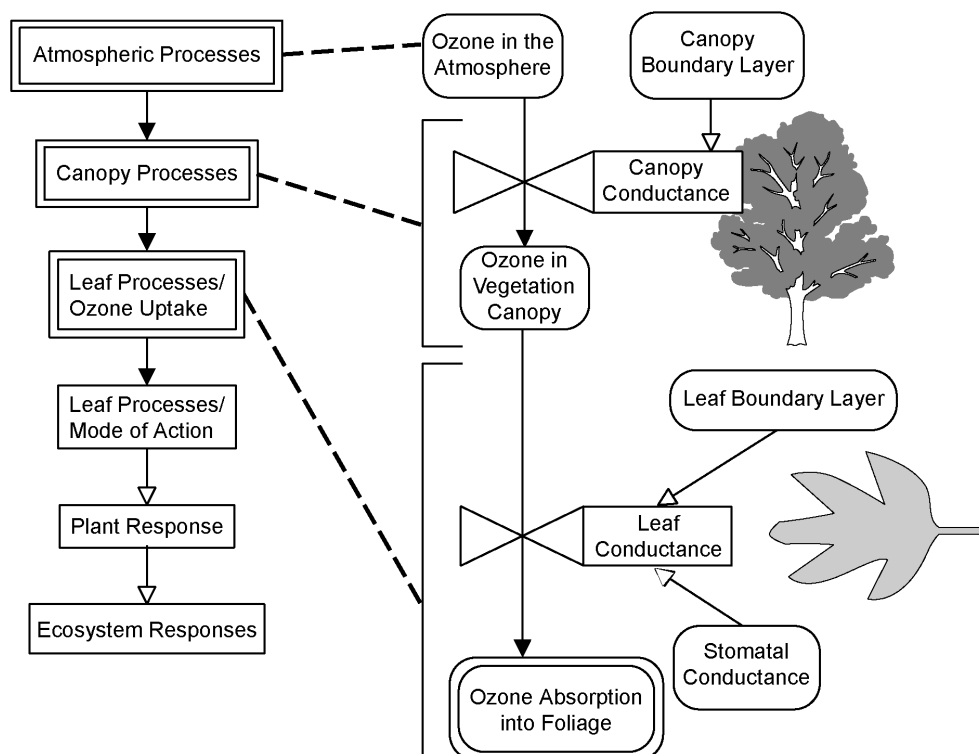 Atmospheric Processes
Canopy Processes
Leaf Processes/
Ozone Uptake
Leaf Processes/
Mode of Action
Plant Response
Ecosystem Responses
Ozone in the
Atmosphere
Canopy
Boundary Layer
Canopy
Conductance
Ozone in
Vegetation
Canopy
Leaf Boundary Layer
Leaf
Conductance
Stomatal
Conductance
Ozone Absorption
into Foliage